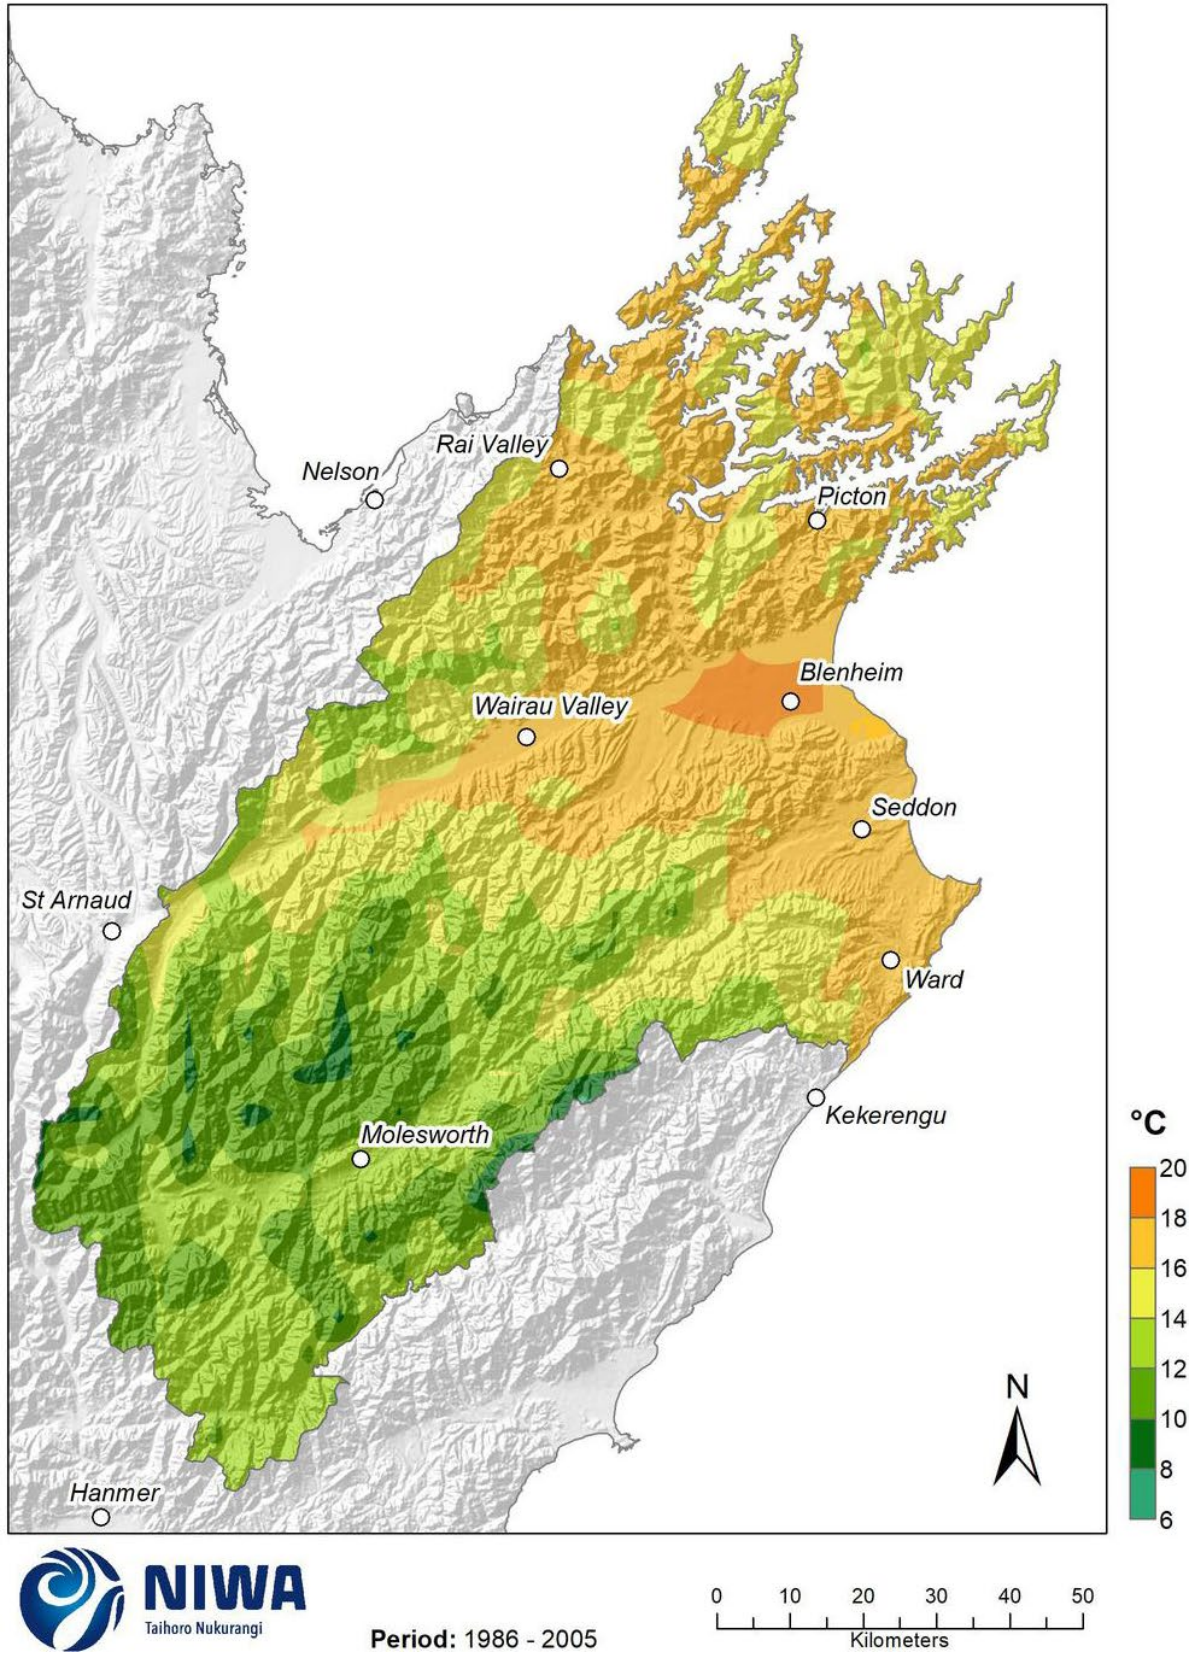 Rai Valley
Nelson
Picton
Blenheim
Wairau Valley
Seddon
St Arnaud
Ward
Kekerengu
Molesworth
Hanmer
°C
20
18
16
14
12
10
8
6
N
NIWA
Taihoro Nukurangi
Period: 1986 - 2005
0 10 20 30 40 50
Kilometers